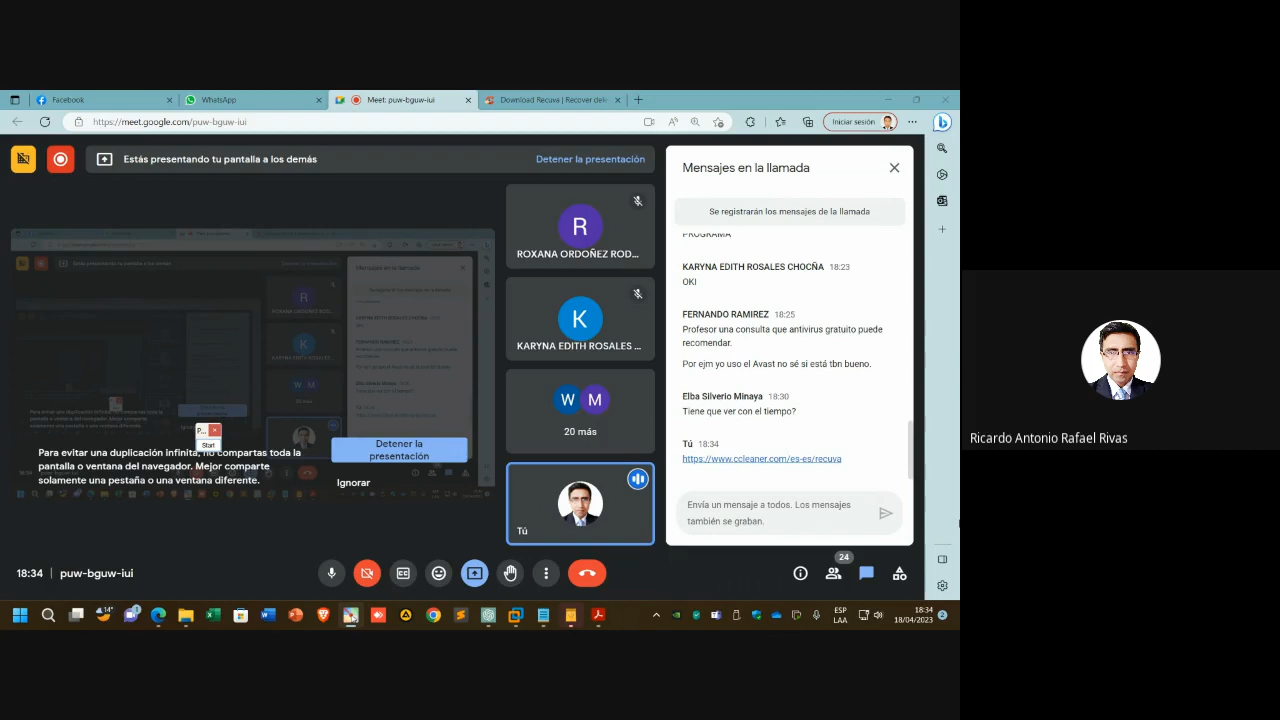 Facebook
WhatsApp
Meet: puw-bguw-iui
Download Recuva | Recover dele
https://meet.google.com/puw-bguw-iui
Iniciar sesión
Estás presentando tu pantalla a los demás
Detener la presentación
Mensajes en la llamada
Se registrarán los mensajes de la llamada
PROGRAMA
KARYNA EDITH ROSALES CHOCÑA 18:23
OKI
FERNANDO RAMIREZ 18:25
Profesor una consulta que antivirus gratuito puede
recomendar.
Por ejm yo uso el Avast no sé si está tbn bueno.
Elba Silverio Minaya 18:30
Tiene que ver con el tiempo?
Tú 18:34
https://www.ccleaner.com/es-es/recuva
Envía un mensaje a todos. Los mensajes
también se graban.
R
ROXANA ORDOÑEZ ROD...
K
KARYNA EDITH ROSALES ...
W M
20 más
Tú
P...
Start
Para evitar una duplicación infinita, no compartas toda la
pantalla o ventana del navegador. Mejor comparte
solamente una pestaña o una ventana diferente.
Detener la
presentación
Ignorar
18:34 | puw-bguw-iui
24
14°
ESP
LAA
18:34
18/04/2023
Ricardo Antonio Rafael Rivas